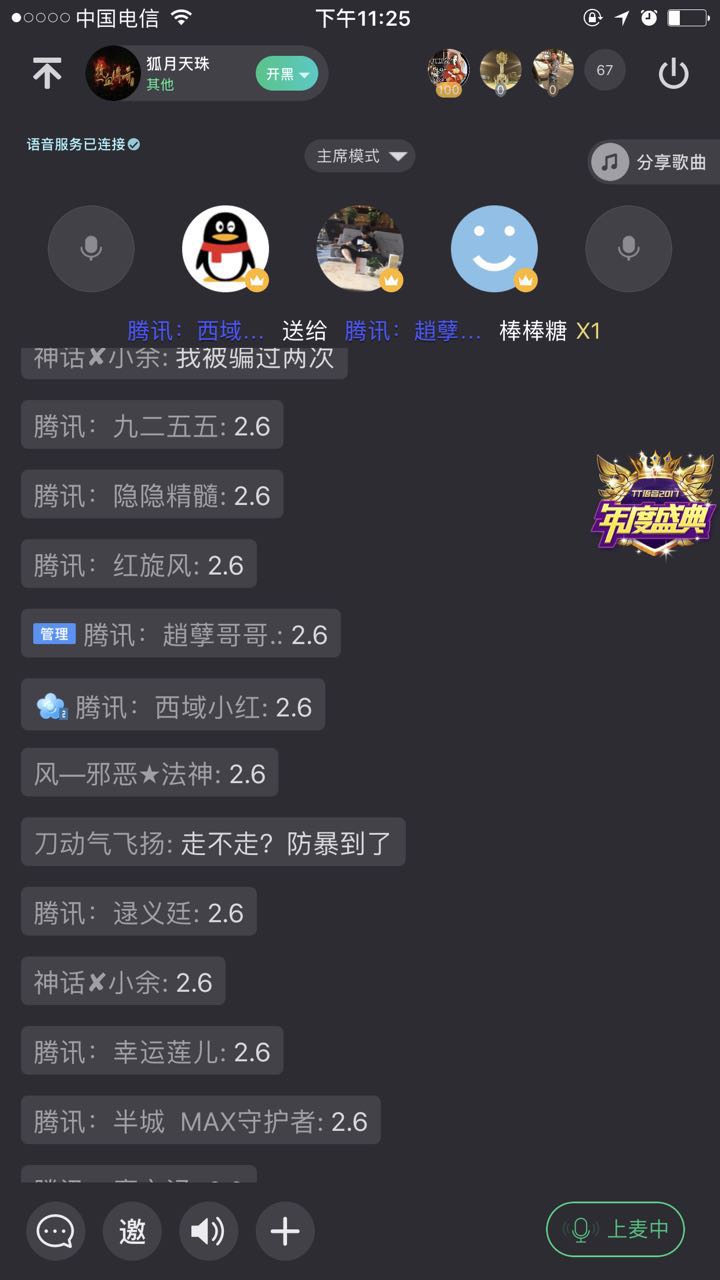 中国电信
下午11:25
狐月天珠
其他
开黑
100
0
0
67
语音服务已连接
主席模式
分享歌曲
腾讯：西域... 送给 腾讯：趙孽... 棒棒糖 X1
神话✘小余: 我被骗过两次
腾讯：九二五五: 2.6
腾讯：隐隐精髓: 2.6
TT语音2017
年度盛典
腾讯：红旋风: 2.6
管理 腾讯：趙孽哥哥.: 2.6
2 腾讯：西域小红: 2.6
风—邪恶★法神: 2.6
刀动气飞扬: 走不走？防暴到了
腾讯：逯义廷: 2.6
神话✘小余: 2.6
腾讯：幸运莲儿: 2.6
腾讯：半城 MAX守护者: 2.6
邀
上麦中